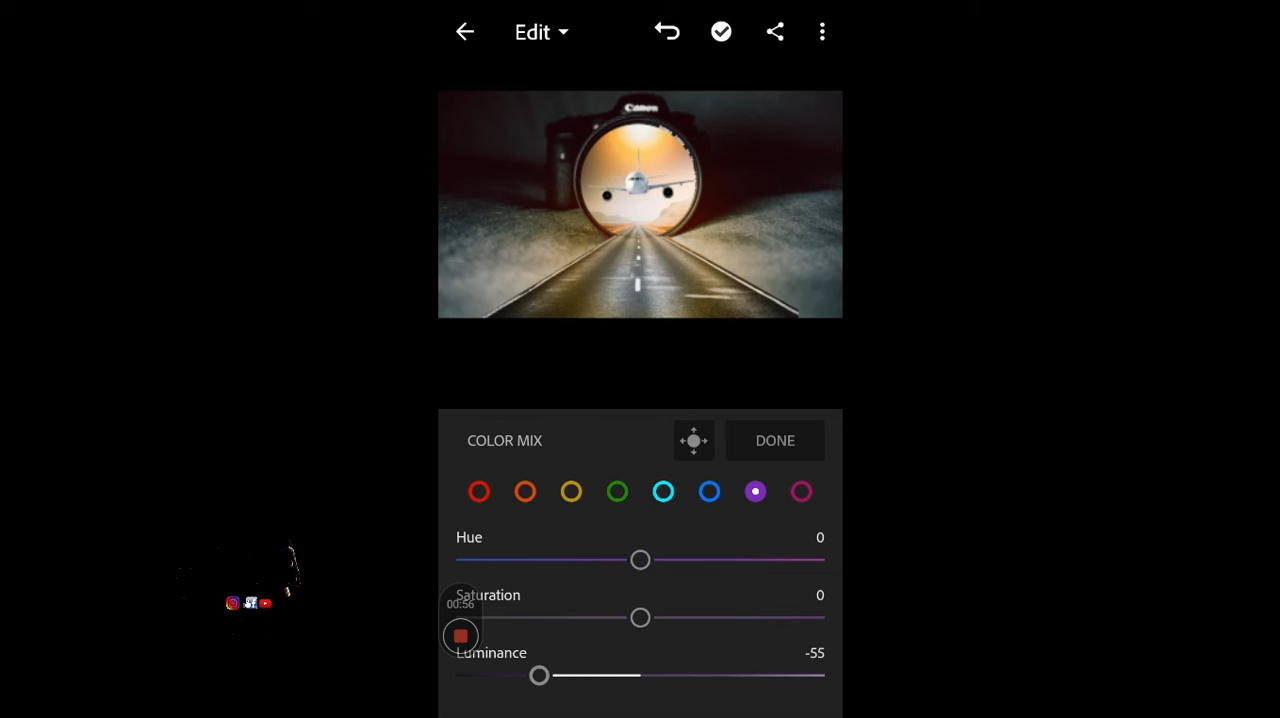 Edit
Canon
COLOR MIX
DONE
Hue 0
Saturation 0
00:56
Luminance -55